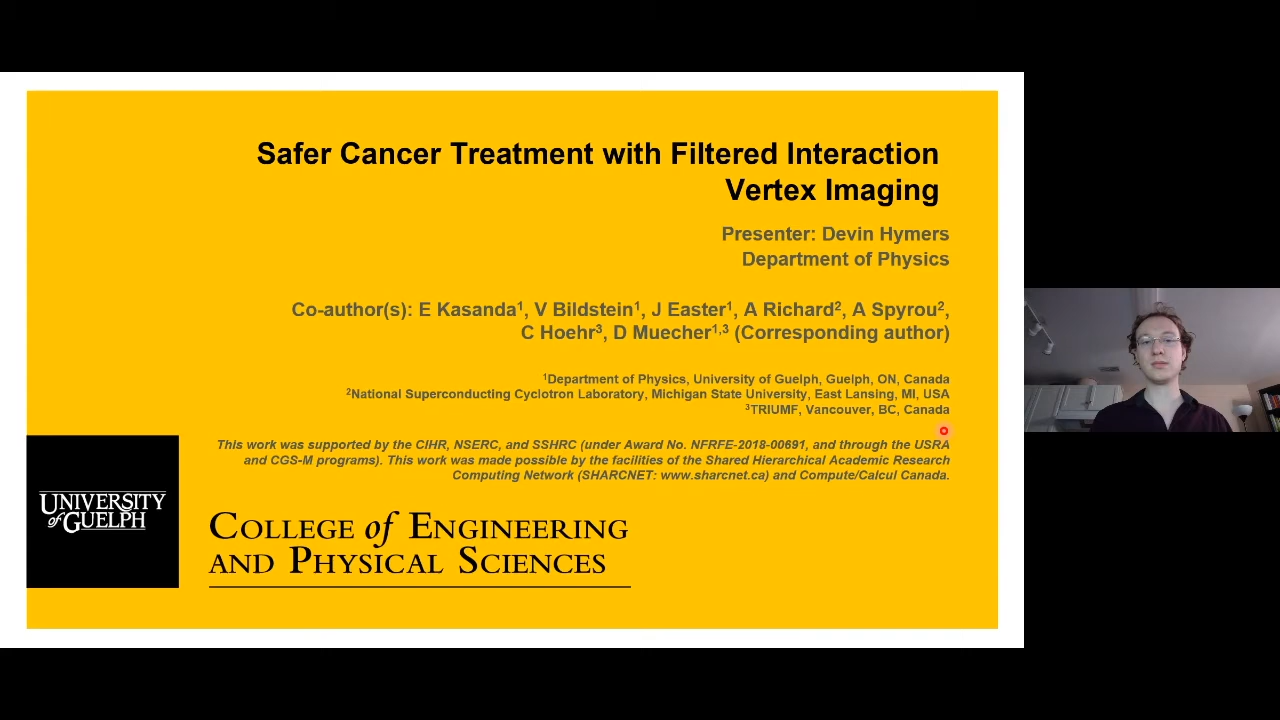 Safer Cancer Treatment with Filtered Interaction
Vertex Imaging
Presenter: Devin Hymers
Department of Physics
Co-author(s): E Kasanda¹, V Bildstein¹, J Easter¹, A Richard², A Spyrou²,
C Hoehr³, D Muecher¹,³ (Corresponding author)
¹Department of Physics, University of Guelph, Guelph, ON, Canada
²National Superconducting Cyclotron Laboratory, Michigan State University, East Lansing, MI, USA
³TRIUMF, Vancouver, BC, Canada
This work was supported by the CIHR, NSERC, and SSHRC (under Award No. NFRFE-2018-00691, and through the USRA
and CGS-M programs). This work was made possible by the facilities of the Shared Hierarchical Academic Research
Computing Network (SHARCNET: www.sharcnet.ca) and Compute/Calcul Canada.
UNIVERSITY
of GUELPH
COLLEGE of ENGINEERING
AND PHYSICAL SCIENCES